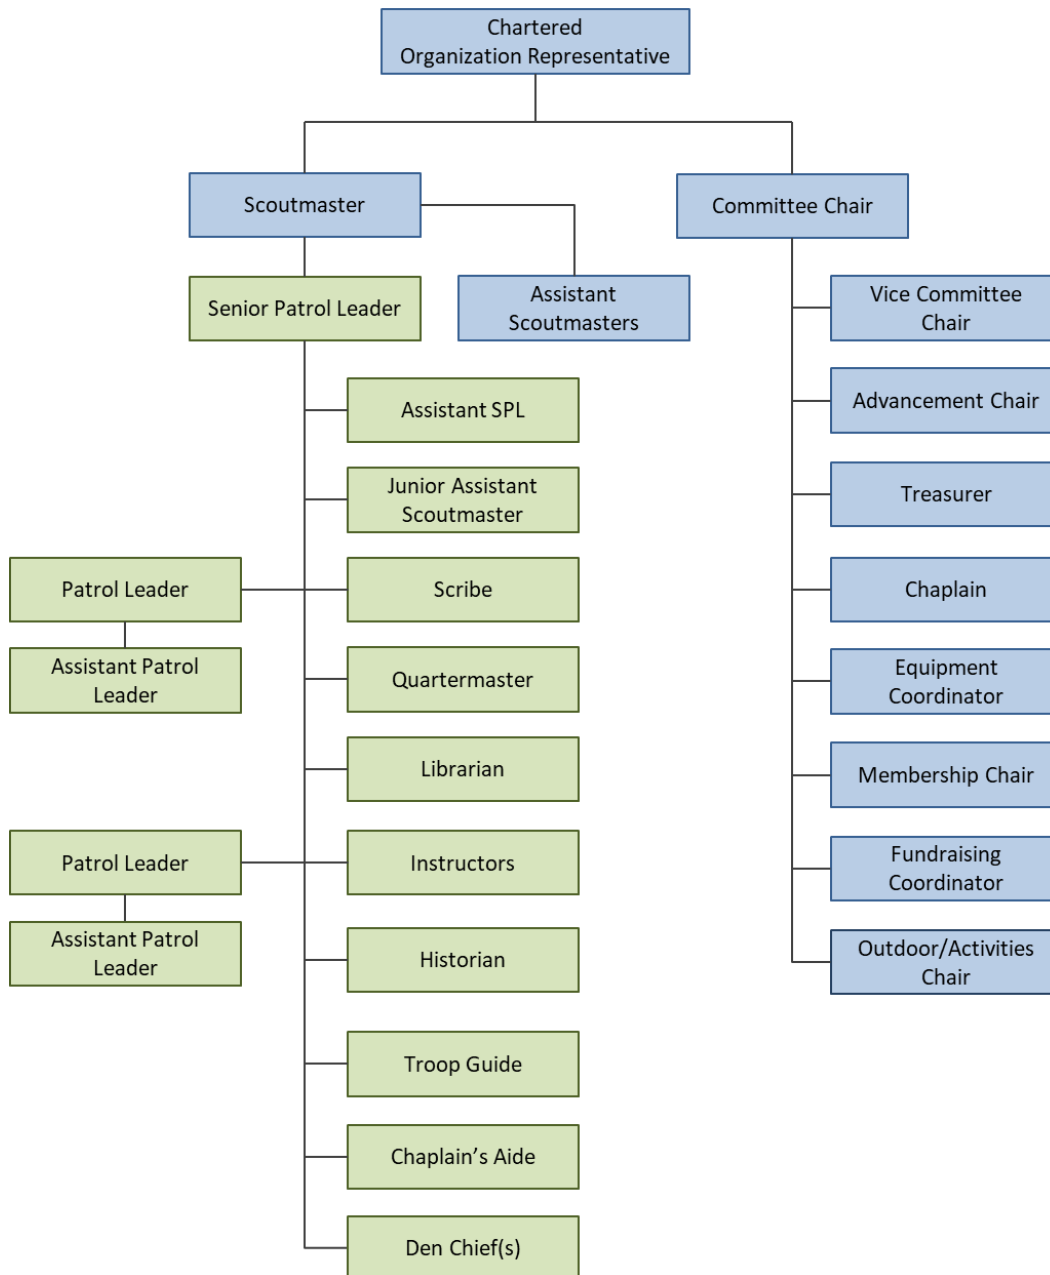 Chartered
Organization Representative
Scoutmaster
Committee Chair
Senior Patrol Leader
Assistant
Scoutmasters
Vice Committee
Chair
Assistant SPL
Advancement Chair
Junior Assistant
Scoutmaster
Treasurer
Patrol Leader
Scribe
Chaplain
Assistant Patrol
Leader
Quartermaster
Equipment
Coordinator
Librarian
Membership Chair
Patrol Leader
Instructors
Fundraising
Coordinator
Assistant Patrol
Leader
Historian
Outdoor/Activities
Chair
Troop Guide
Chaplain’s Aide
Den Chief(s)